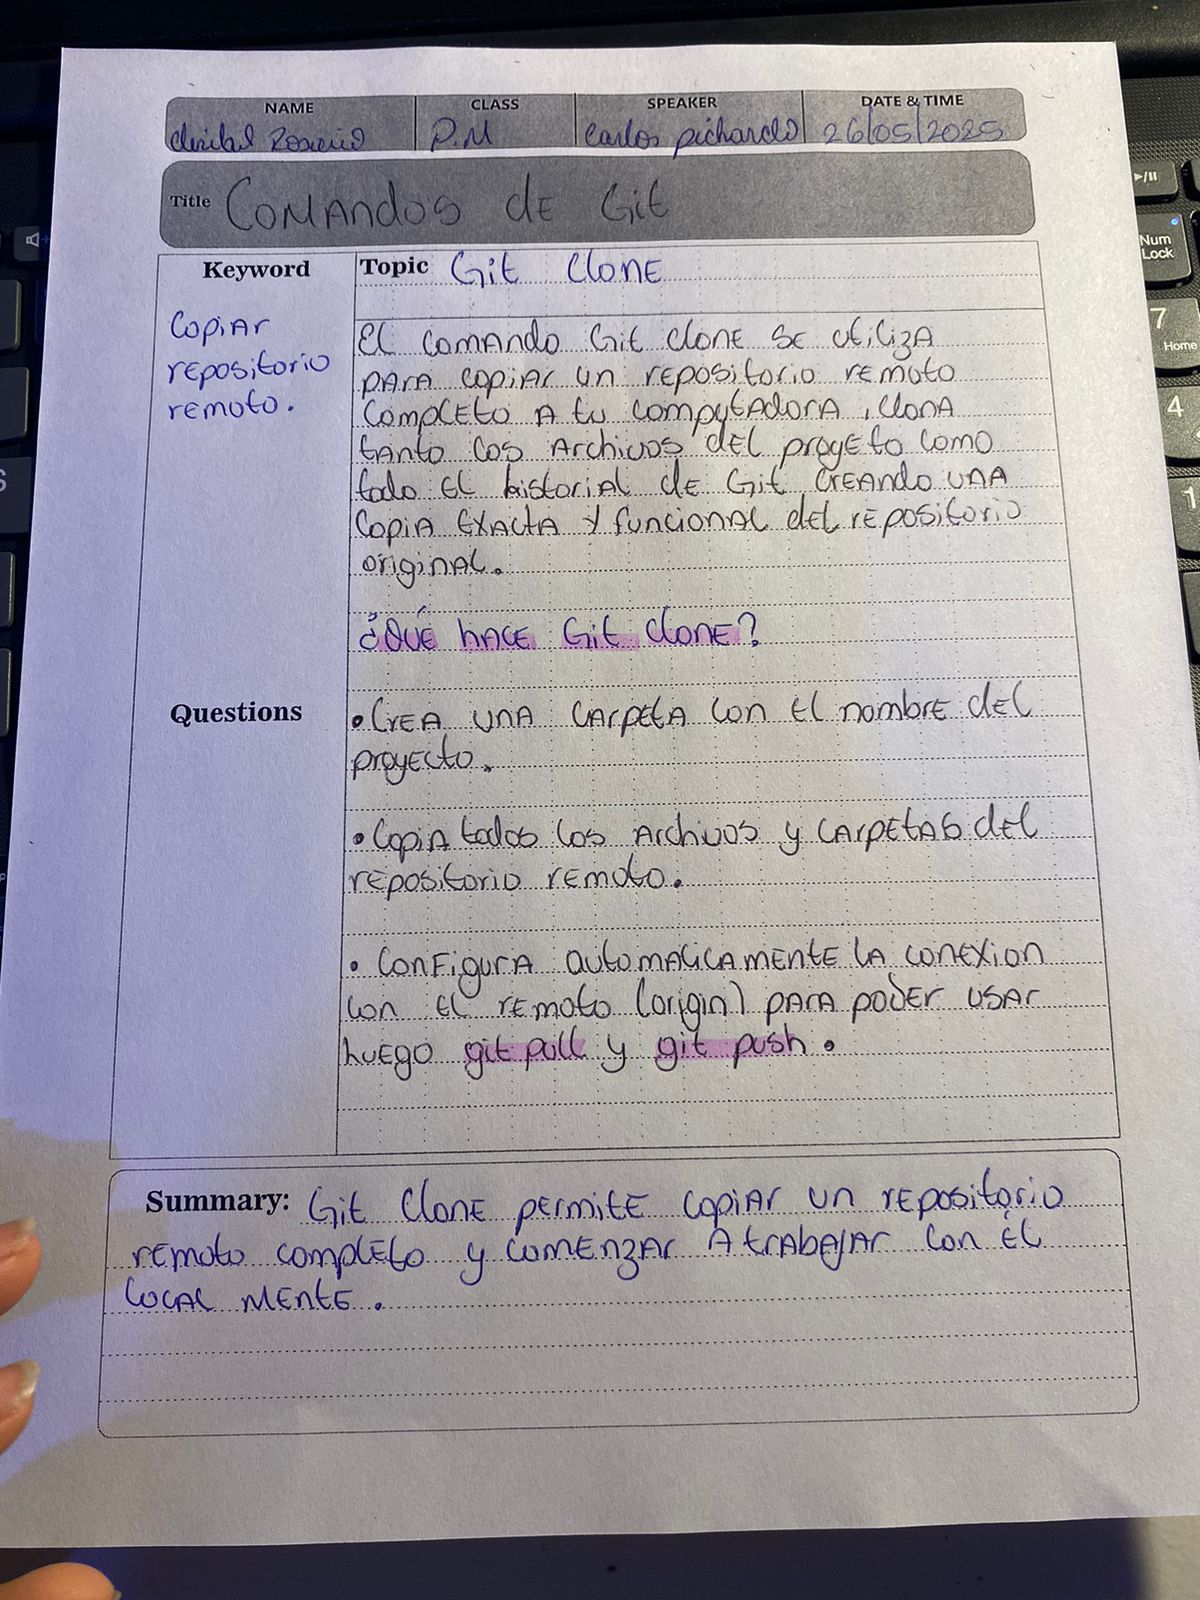 NAME CLASS SPEAKER DATE & TIME
Rosario P.M Carlos pichardo 26/05/2025
Title Comandos de Git
Keyword
Topic Git Clone
Copiar
repositorio
remoto.
El comando Git clone se utiliza
para copiar un repositorio remoto
completo a tu computadora, clona
tanto los archivos del proyeto como
todo el historial de Git creando una
copia exacta y funcional del repositorio
original.
¿Qué hace Git clone?
Questions
• Crea una carpeta con el nombre del
proyecto.
• Copia todos los archivos y carpetas del
repositorio remoto.
• Configura automaticamente la conexion
con el remoto (origin) para poder usar
luego git pull y git push.
Summary: Git Clone permite copiar un repositorio
remoto completo y comenzar a trabajar con él
local mente.
Num
Lock
7
Home
4
1